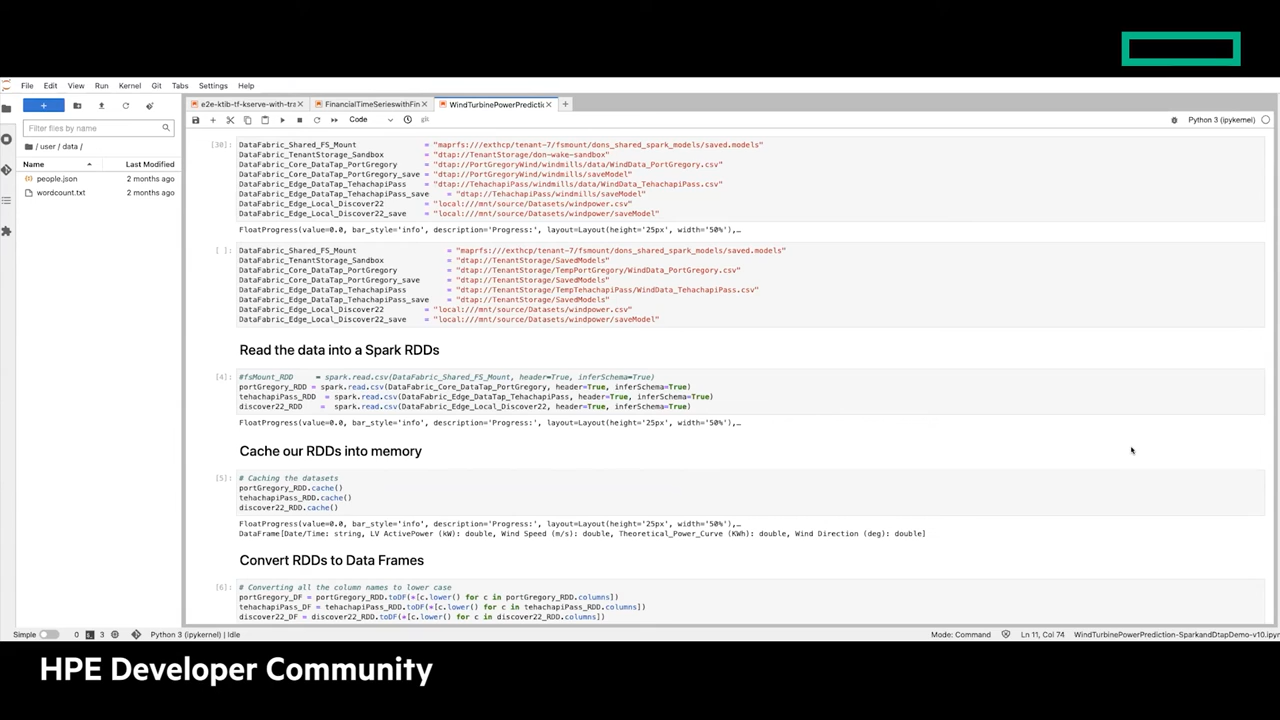 File Edit View Run Kernel Git Tabs Settings Help
e2e-ktib-tf-kserve-with-tra
FinancialTimeSerieswithFin
WindTurbinePowerPredictic
Code
Python 3 (ipykernel)
Filter files by name
/ user / data /
Name Last Modified
people.json 2 months ago
wordcount.txt 2 months ago
[30]:
DataFabric_Shared_FS_Mount = "maprfs:///exthcp/tenant-7/fsmount/dons_shared_spark_models/saved.models"
DataFabric_TenantStorage_Sandbox = "dtap://TenantStorage/don-wake-sandbox"
DataFabric_Core_DataTap_PortGregory = "dtap://PortGregoryWind/windmills/data/WindData_PortGregory.csv"
DataFabric_Core_DataTap_PortGregory_save = "dtap://PortGregoryWind/windmills/saveModel"
DataFabric_Edge_DataTap_TehachapiPass = "dtap://TehachapiPass/windmills/data/WindData_TehachapiPass.csv"
DataFabric_Edge_DataTap_TehachapiPass_save = "dtap://TehachapiPass/windmills/saveModel"
DataFabric_Edge_Local_Discover22 = "local:///mnt/source/Datasets/windpower.csv"
DataFabric_Edge_Local_Discover22_save = "local:///mnt/source/Datasets/windpower/saveModel"
FloatProgress(value=0.0, bar_style='info', description='Progress:', layout=Layout(height='25px', width='50%'),…
[ ]:
DataFabric_Shared_FS_Mount = "maprfs:///exthcp/tenant-7/fsmount/dons_shared_spark_models/saved.models"
DataFabric_TenantStorage_Sandbox = "dtap://TenantStorage/SavedModels"
DataFabric_Core_DataTap_PortGregory = "dtap://TenantStorage/TempPortGregory/WindData_PortGregory.csv"
DataFabric_Core_DataTap_PortGregory_save = "dtap://TenantStorage/SavedModels"
DataFabric_Edge_DataTap_TehachapiPass = "dtap://TenantStorage/TempTehachapiPass/WindData_TehachapiPass.csv"
DataFabric_Edge_DataTap_TehachapiPass_save = "dtap://TenantStorage/SavedModels"
DataFabric_Edge_Local_Discover22 = "local:///mnt/source/Datasets/windpower.csv"
DataFabric_Edge_Local_Discover22_save = "local:///mnt/source/Datasets/windpower/saveModel"
Read the data into a Spark RDDs
[4]:
#fsMount_RDD = spark.read.csv(DataFabric_Shared_FS_Mount, header=True, inferSchema=True)
portGregory_RDD = spark.read.csv(DataFabric_Core_DataTap_PortGregory, header=True, inferSchema=True)
tehachapiPass_RDD = spark.read.csv(DataFabric_Edge_DataTap_TehachapiPass, header=True, inferSchema=True)
discover22_RDD = spark.read.csv(DataFabric_Edge_Local_Discover22, header=True, inferSchema=True)
FloatProgress(value=0.0, bar_style='info', description='Progress:', layout=Layout(height='25px', width='50%'),…
Cache our RDDs into memory
[5]:
# Caching the datasets
portGregory_RDD.cache()
tehachapiPass_RDD.cache()
discover22_RDD.cache()
FloatProgress(value=0.0, bar_style='info', description='Progress:', layout=Layout(height='25px', width='50%'),…
DataFrame[Date/Time: string, LV ActivePower (kW): double, Wind Speed (m/s): double, Theoretical_Power_Curve (KWh): double, Wind Direction (deg): double]
Convert RDDs to Data Frames
[6]:
# Converting all the column names to lower case
portGregory_DF = portGregory_RDD.toDF(*[c.lower() for c in portGregory_RDD.columns])
tehachapiPass_DF = tehachapiPass_RDD.toDF(*[c.lower() for c in tehachapiPass_RDD.columns])
discover22_DF = discover22_RDD.toDF(*[c.lower() for c in discover22_RDD.columns])
Simple 0 3 Python 3 (ipykernel) | Idle Mode: Command Ln 11, Col 74 WindTurbinePowerPrediction-SparkandDtapDemo-v10.ipyn
HPE Developer Community